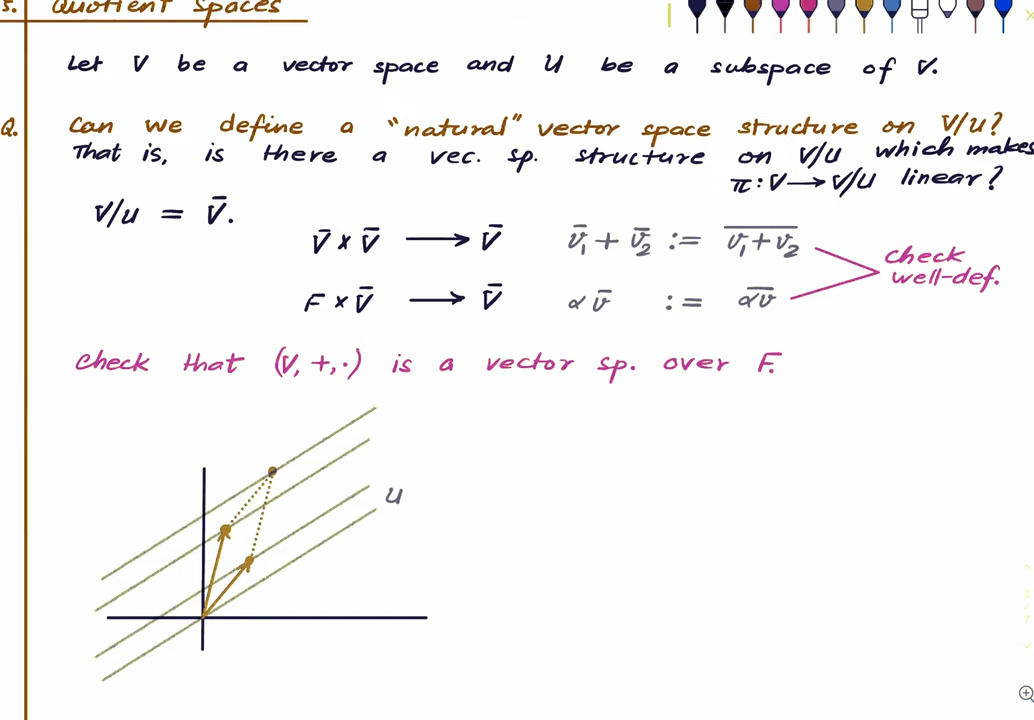 5. Quotient Spaces
Let V be a vector space and U be a subspace of V.
Q. Can we define a "natural" vector space structure on V/U?
That is, is there a vec. sp. structure on V/U which makes
π : V ⟶ V/U linear?
V/U = V̄.
V̄ × V̄ ⟶ V̄ v̄₁ + v̄₂ := \overline{v₁ + v₂}
F × V̄ ⟶ V̄ α v̄ := \overline{αv}
check
well-def.
Check that (V, +, ·) is a vector sp. over F.
U